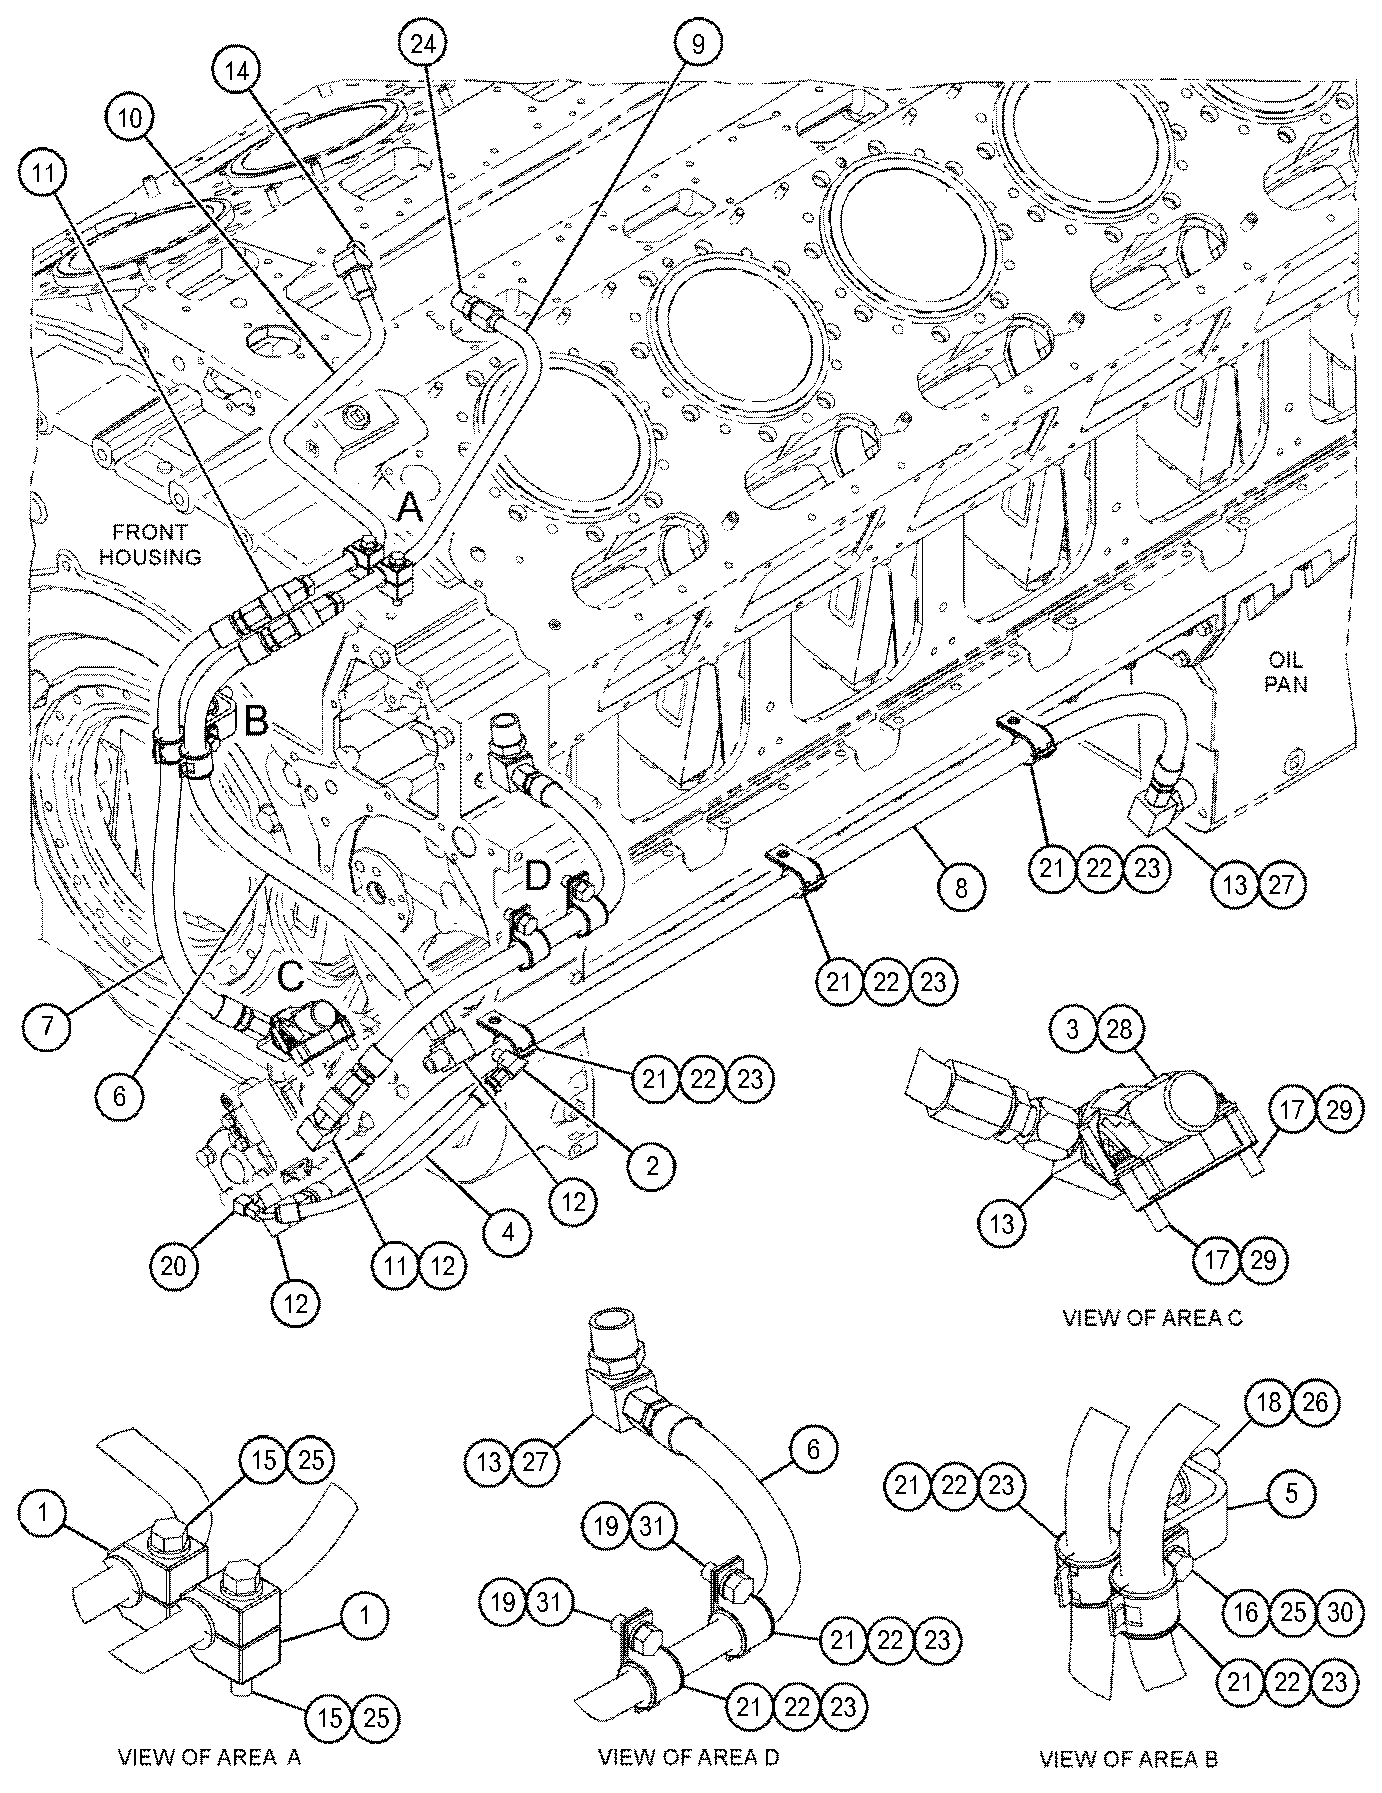 24
9
14
10
11
A
FRONT
HOUSING
OIL
PAN
B
D
21 22 23
8
13 27
C
21 22 23
7
3 28
21 22 23
6
17 29
2
12
13
4
20
11 12
17 29
12
VIEW OF AREA C
18 26
15 25
6
13 27
21 22 23
5
1
19 31
19 31
1
16 25 30
21 22 23
21 22 23
21 22 23
15 25
VIEW OF AREA A
VIEW OF AREA D
VIEW OF AREA B